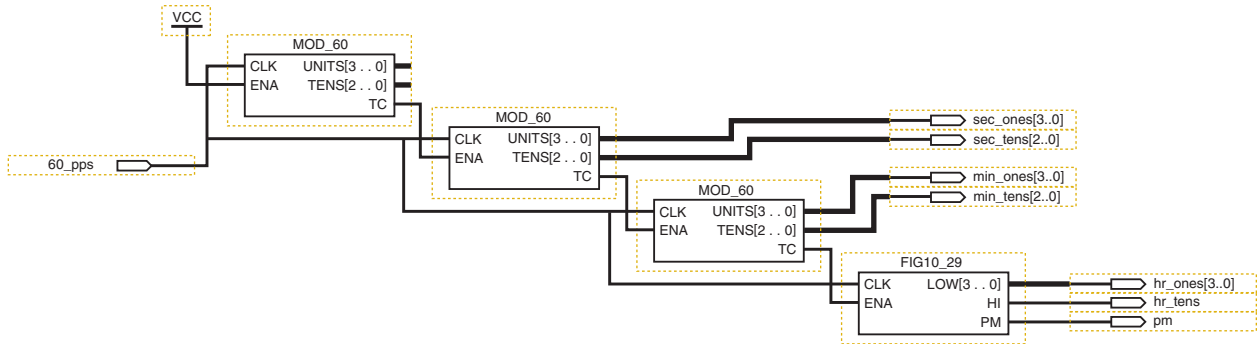 VCC
MOD_60
CLK UNITS[3 . . 0]
ENA TENS[2 . . 0]
TC
MOD_60
CLK UNITS[3 . . 0]
ENA TENS[2 . . 0]
TC
sec_ones[3..0]
sec_tens[2..0]
60_pps
MOD_60
CLK UNITS[3 . . 0]
ENA TENS[2 . . 0]
TC
min_ones[3..0]
min_tens[2..0]
FIG10_29
CLK LOW[3 . . 0]
ENA HI
PM
hr_ones[3..0]
hr_tens
pm